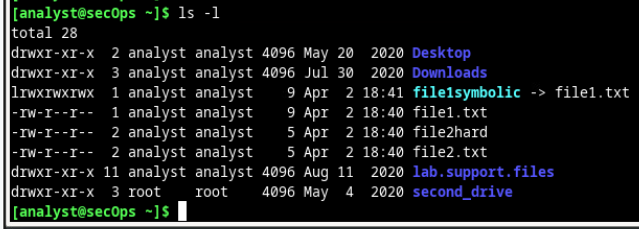 [analyst@secOps ~]$ ls -l
total 28
drwxr-xr-x  2 analyst analyst 4096 May 20  2020 Desktop
drwxr-xr-x  3 analyst analyst 4096 Jul 30  2020 Downloads
lrwxrwxrwx  1 analyst analyst    9 Apr  2 18:41 file1symbolic -> file1.txt
-rw-r--r--  1 analyst analyst    9 Apr  2 18:40 file1.txt
-rw-r--r--  2 analyst analyst    5 Apr  2 18:40 file2hard
-rw-r--r--  2 analyst analyst    5 Apr  2 18:40 file2.txt
drwxr-xr-x 11 analyst analyst 4096 Aug 11  2020 lab.support.files
drwxr-xr-x  3 root    root    4096 May  4  2020 second_drive
[analyst@secOps ~]$